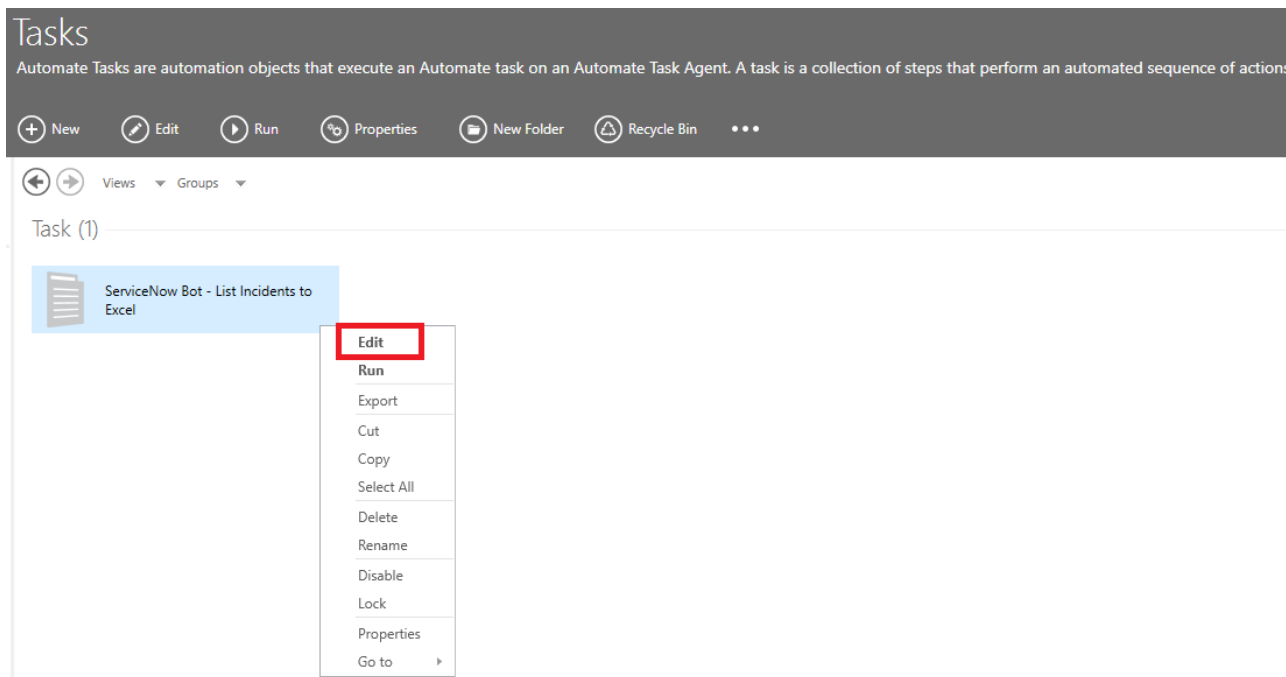 Tasks
Automate Tasks are automation objects that execute an Automate task on an Automate Task Agent. A task is a collection of steps that perform an automated sequence of actions
New Edit Run Properties New Folder Recycle Bin
Views Groups
Task (1)
ServiceNow Bot - List Incidents to
Excel
Edit
Run
Export
Cut
Copy
Select All
Delete
Rename
Disable
Lock
Properties
Go to